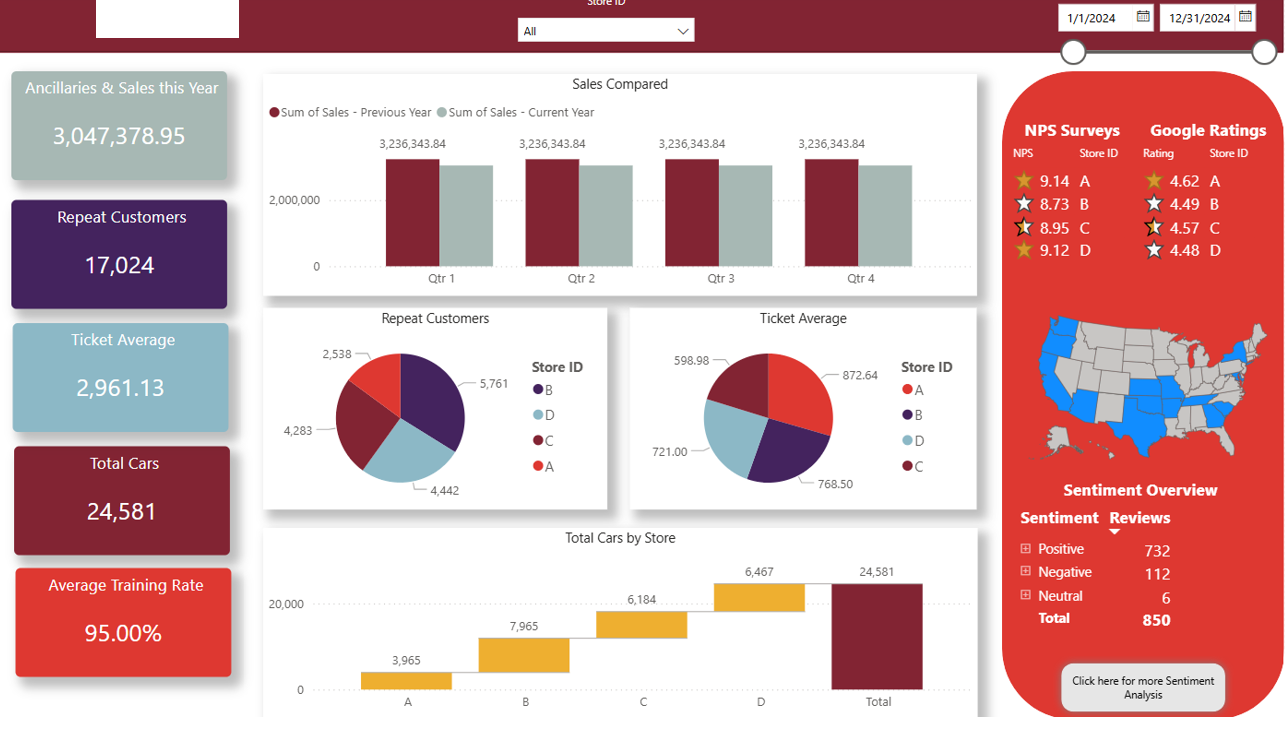 Store ID
All
1/1/2024
12/31/2024
Ancillaries & Sales this Year
3,047,378.95
Repeat Customers
17,024
Ticket Average
2,961.13
Total Cars
24,581
Average Training Rate
95.00%
Sales Compared
Sum of Sales - Previous Year Sum of Sales - Current Year
3,236,343.84 3,236,343.84 3,236,343.84 3,236,343.84
2,000,000
0
Qtr 1 Qtr 2 Qtr 3 Qtr 4
Repeat Customers
2,538
5,761
4,283
4,442
Store ID
B
D
C
A
Ticket Average
598.98
872.64
721.00
768.50
Store ID
A
B
D
C
Total Cars by Store
20,000
0
3,965
7,965
6,184
6,467
24,581
A B C D Total
NPS Surveys
NPS Store ID
9.14 A
8.73 B
8.95 C
9.12 D
Google Ratings
Rating Store ID
4.62 A
4.49 B
4.57 C
4.48 D
Sentiment Overview
Sentiment Reviews
Positive 732
Negative 112
Neutral 6
Total 850
Click here for more Sentiment
Analysis